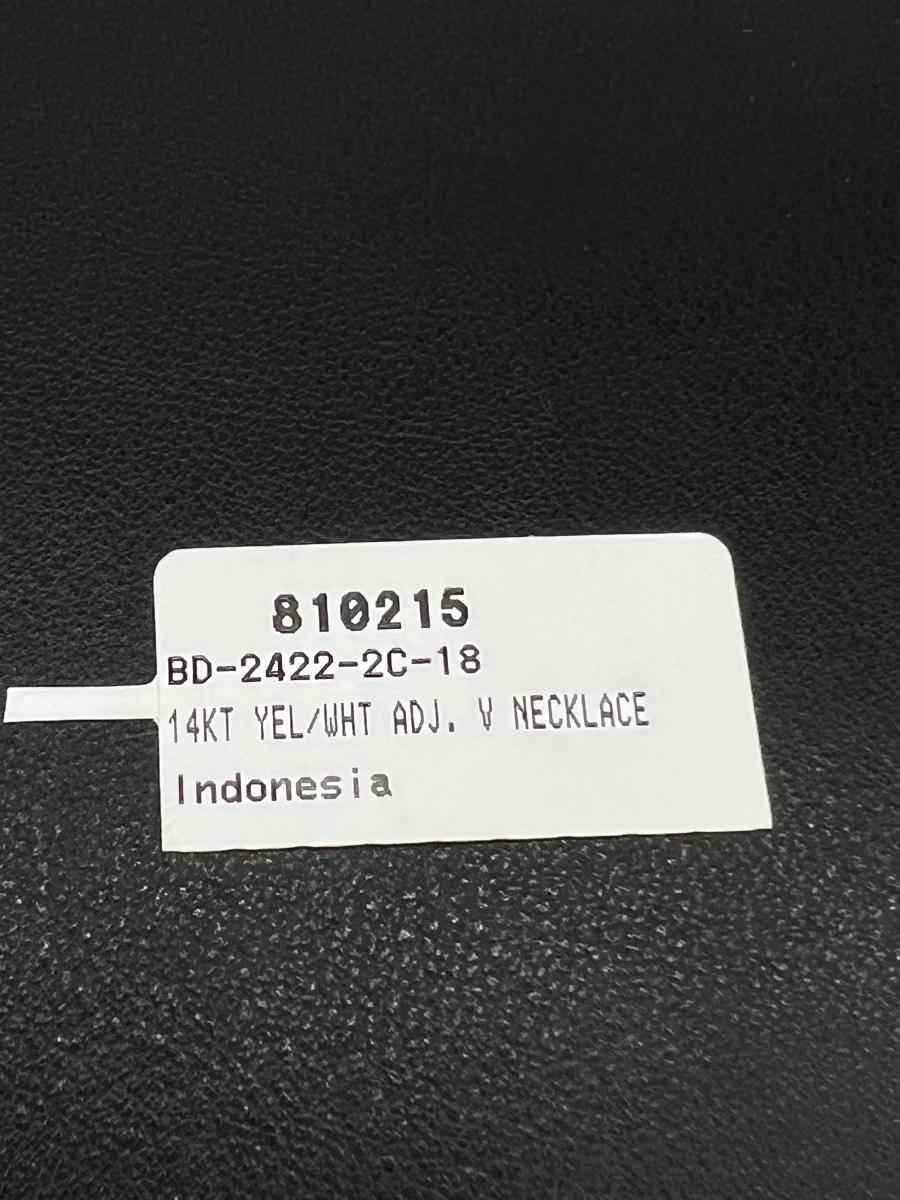 810215
BD-2422-2C-18
14KT YEL/WHT ADJ. V NECKLACE
Indonesia